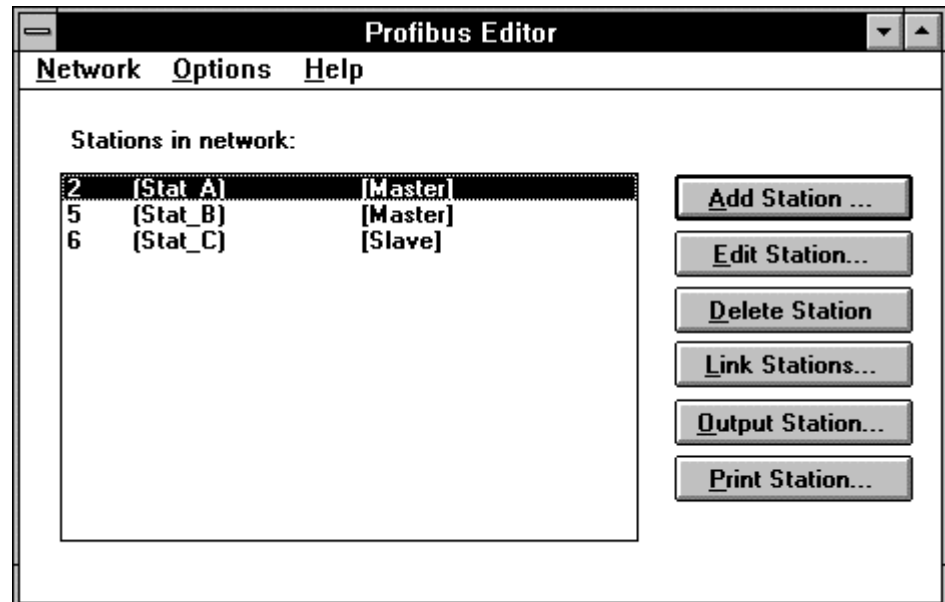 Profibus Editor
Network Options Help
Stations in network:
2 (Stat_A) [Master]
5 (Stat_B) [Master]
6 (Stat_C) [Slave]
Add Station ...
Edit Station...
Delete Station
Link Stations...
Output Station...
Print Station...